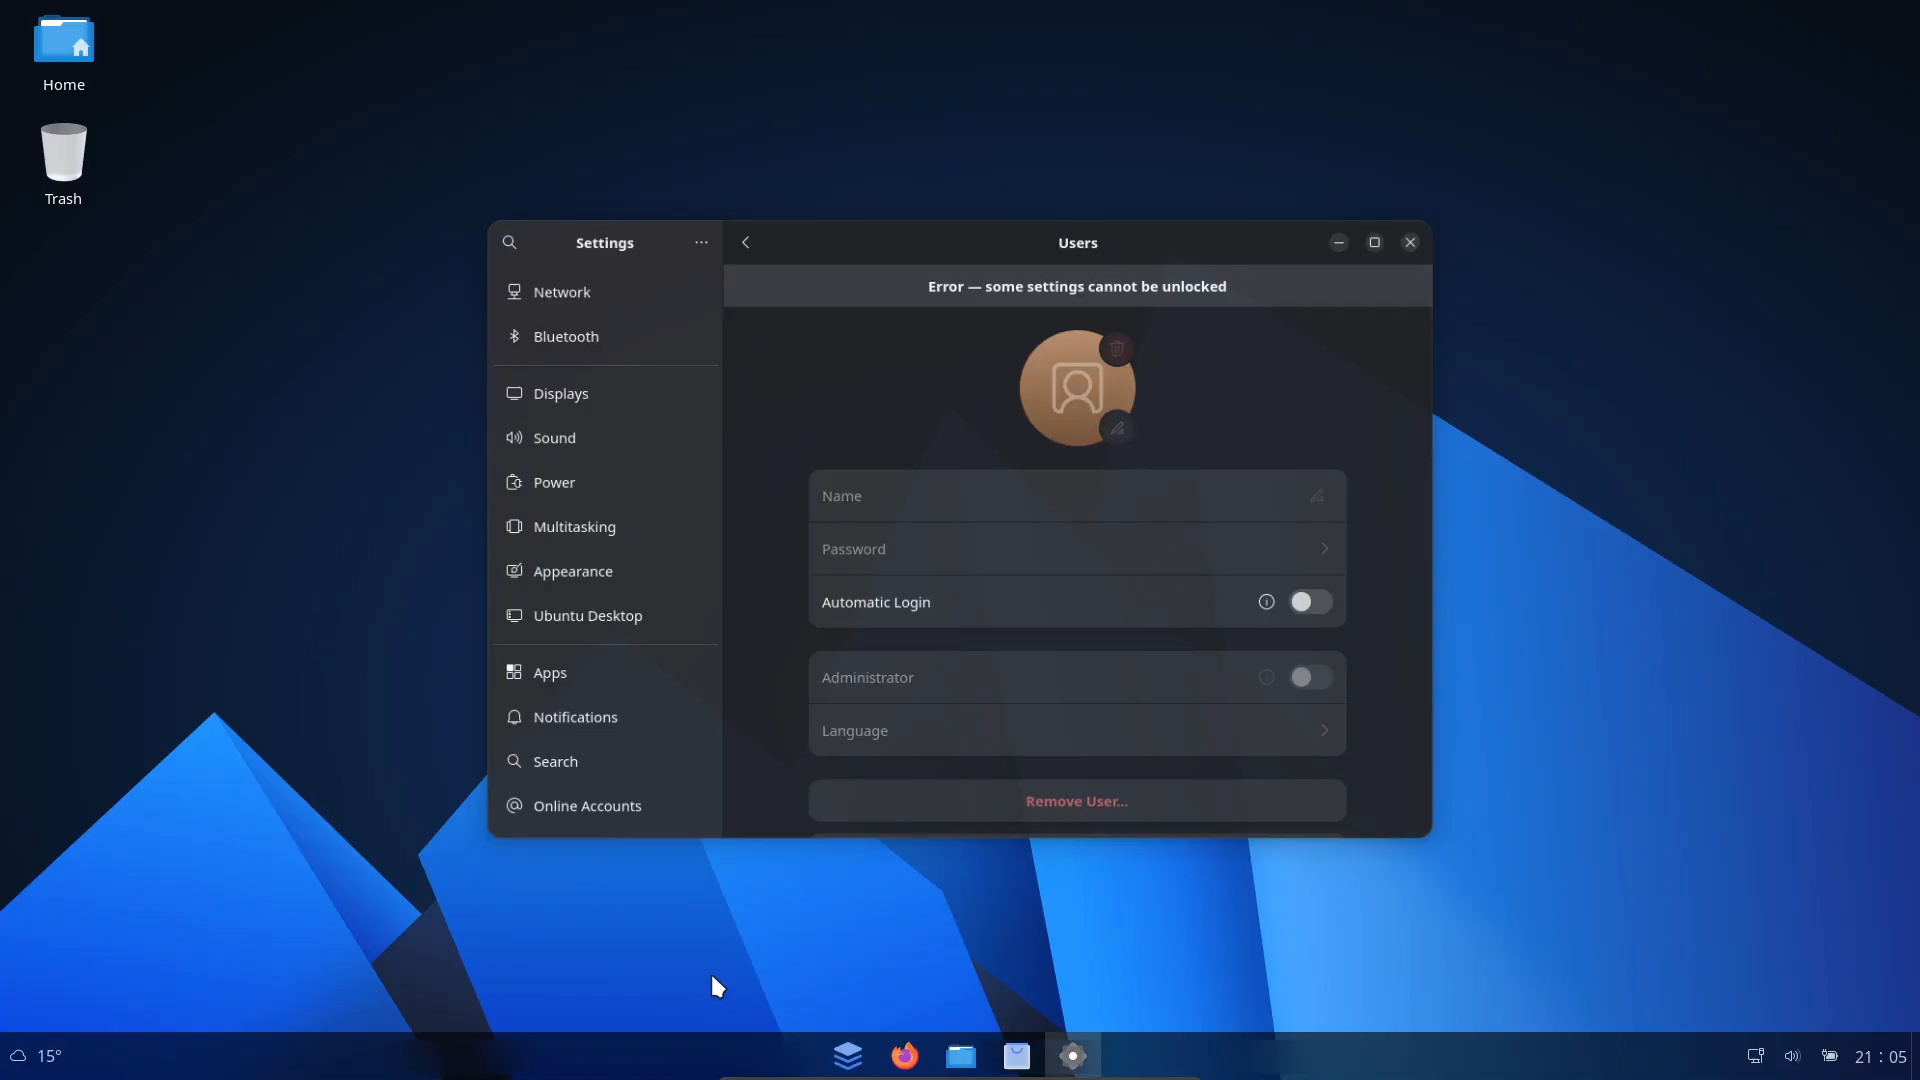 Home
Trash
Settings
Users
Error — some settings cannot be unlocked
Network
Bluetooth
Displays
Sound
Power
Multitasking
Appearance
Ubuntu Desktop
Apps
Notifications
Search
Online Accounts
Name
Password
Automatic Login
Administrator
Language
Remove User...
15°
21 : 05